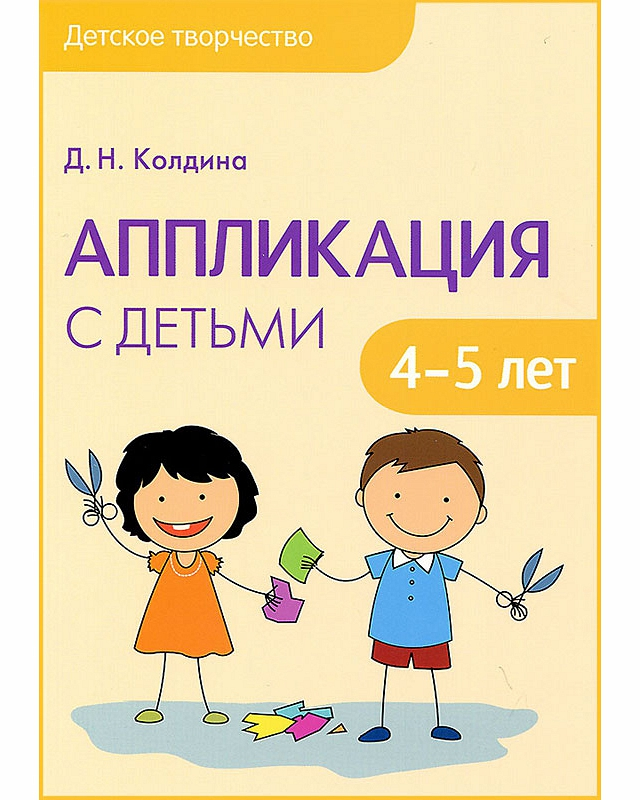 Детское творчество
Д. Н. Колдина
АППЛИКАЦИЯ
С ДЕТЬМИ
4–5 лет